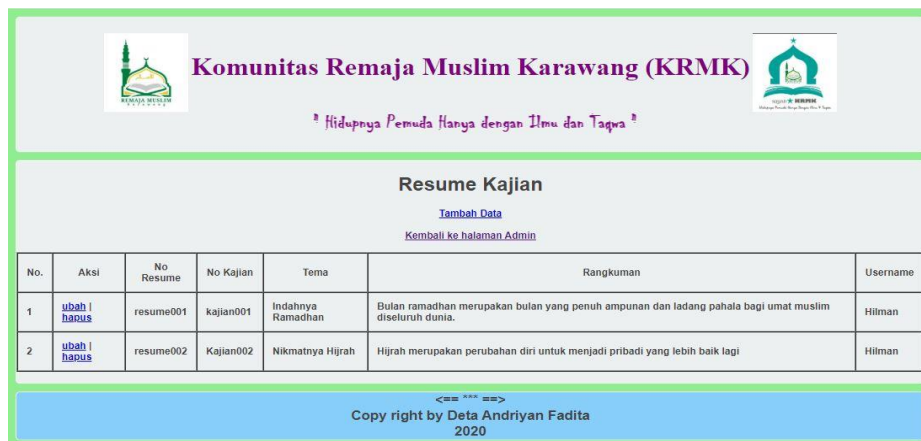 REMAJA MUSLIM
Komunitas Remaja Muslim Karawang (KRMK)
" Hidupnya Pemuda Hanya dengan Ilmu dan Taqwa "
Resume Kajian
Tambah Data
Kembali ke halaman Admin
No. Aksi No Resume No Kajian Tema Rangkuman Username
1 ubah | hapus resume001 kajian001 Indahnya Ramadhan Bulan ramadhan merupakan bulan yang penuh ampunan dan ladang pahala bagi umat muslim diseluruh dunia. Hilman
2 ubah | hapus resume002 Kajian002 Nikmatnya Hijrah Hijrah merupakan perubahan diri untuk menjadi pribadi yang lebih baik lagi Hilman
<== *** ==>
Copy right by Deta Andriyan Fadita
2020